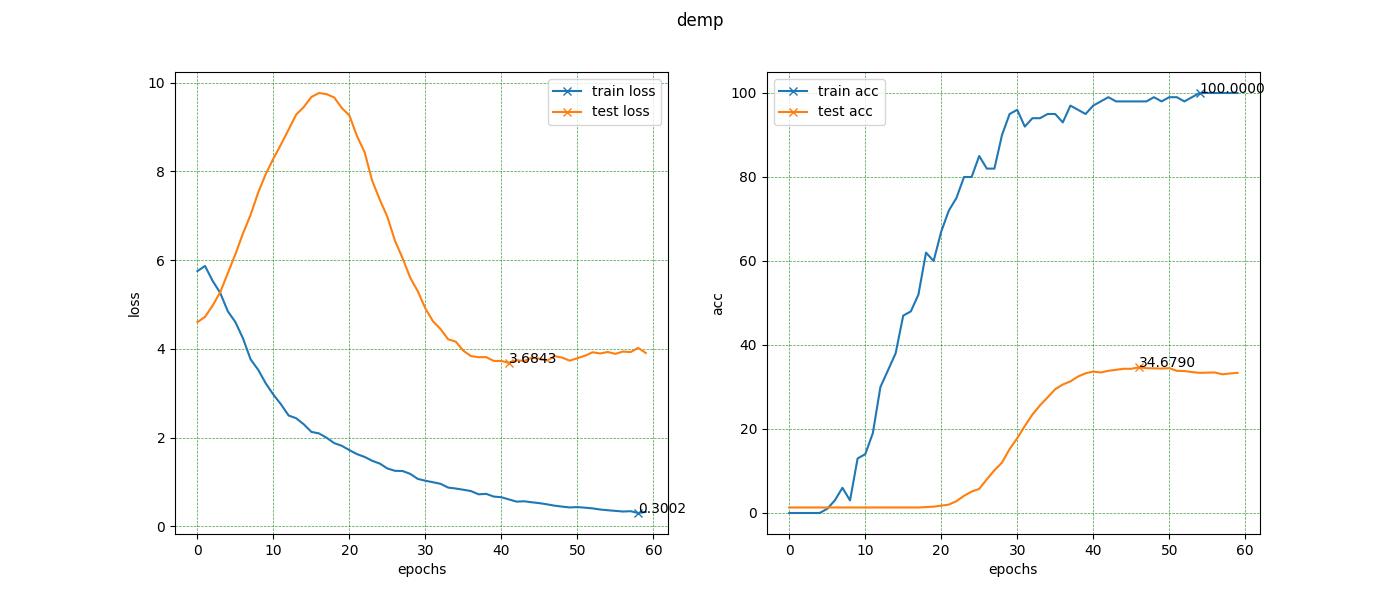 demp
10
8
6
4
2
0
loss
train loss
test loss
3.6843
0.3002
0 10 20 30 40 50 60
epochs
100
80
60
40
20
0
acc
train acc
test acc
100.0000
34.6790
0 10 20 30 40 50 60
epochs